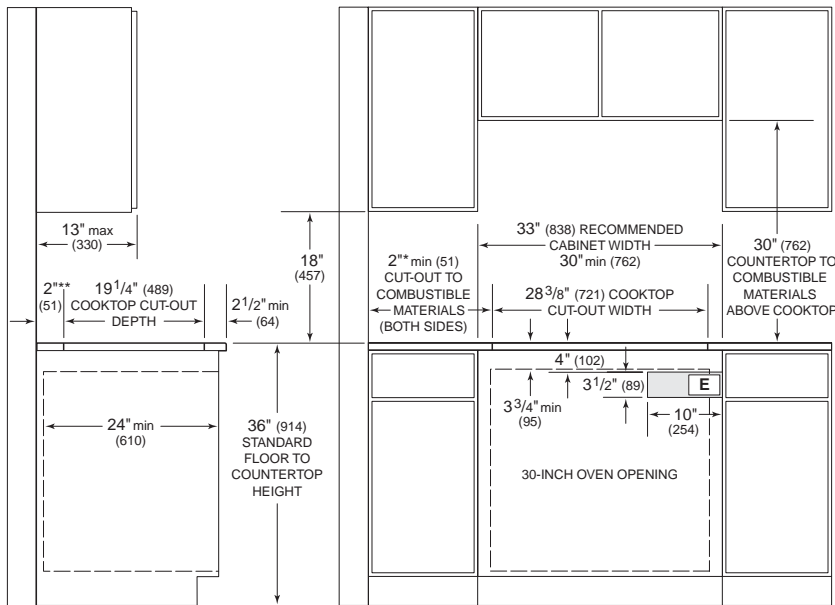 13" max
(330)
2"**
(51)
19 1/4" (489)
COOKTOP CUT-OUT
DEPTH
2 1/2" min
(64)
18"
(457)
24" min
(610)
36" (914)
STANDARD
FLOOR TO
COUNTERTOP
HEIGHT
33" (838) RECOMMENDED
CABINET WIDTH
30" min (762)
2"* min (51)
CUT-OUT TO
COMBUSTIBLE
MATERIALS
(BOTH SIDES)
28 3/8" (721) COOKTOP
CUT-OUT WIDTH
30" (762)
COUNTERTOP TO
COMBUSTIBLE
MATERIALS
ABOVE COOKTOP
4" (102)
3 1/2" (89)
E
3 3/4" min
(95)
10"
(254)
30-INCH OVEN OPENING